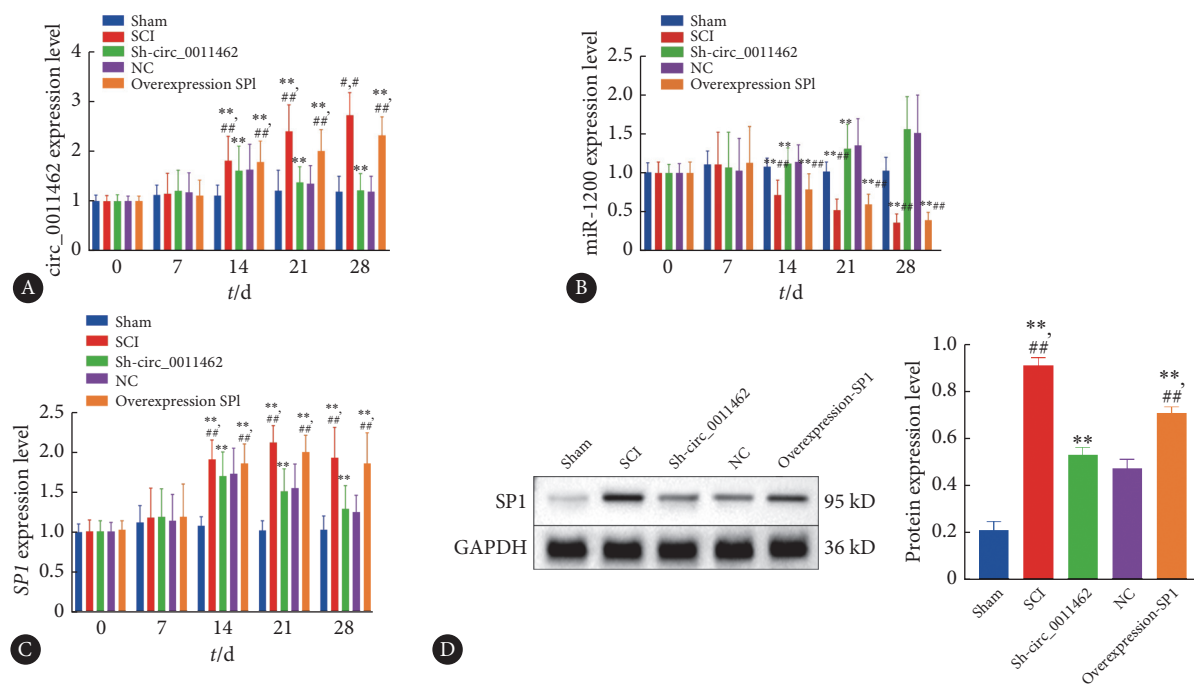 Sham
SCI
Sh-circ_0011462
NC
Overexpression SPl
circ_0011462 expression level
4
3
2
1
0
**,
##
**
**,
##
**,
##
**
**,
##
#,#
**
**,
##
0 7 14 21 28
t/d
A
Sham
SCI
Sh-circ_0011462
NC
Overexpression SPl
miR-1200 expression level
2.5
2.0
1.5
1.0
0.5
0
**##
**
**##
**##
**
**##
**##
**##
0 7 14 21 28
t/d
B
Sham
SCI
Sh-circ_0011462
NC
Overexpression SPl
SP1 expression level
2.5
2.0
1.5
1.0
0.5
0
**,
##
**
**,
##
**,
##
**
**,
##
**,
##
**
**,
##
0 7 14 21 28
t/d
C
Sham
SCI
Sh-circ_0011462
NC
Overexpression-SP1
SP1 95 kD
GAPDH 36 kD
Protein expression level
1.0
0.8
0.6
0.4
0.2
0
**,
##
**
**,
##
Sham
SCI
Sh-circ_0011462
NC
Overexpression-SP1
D